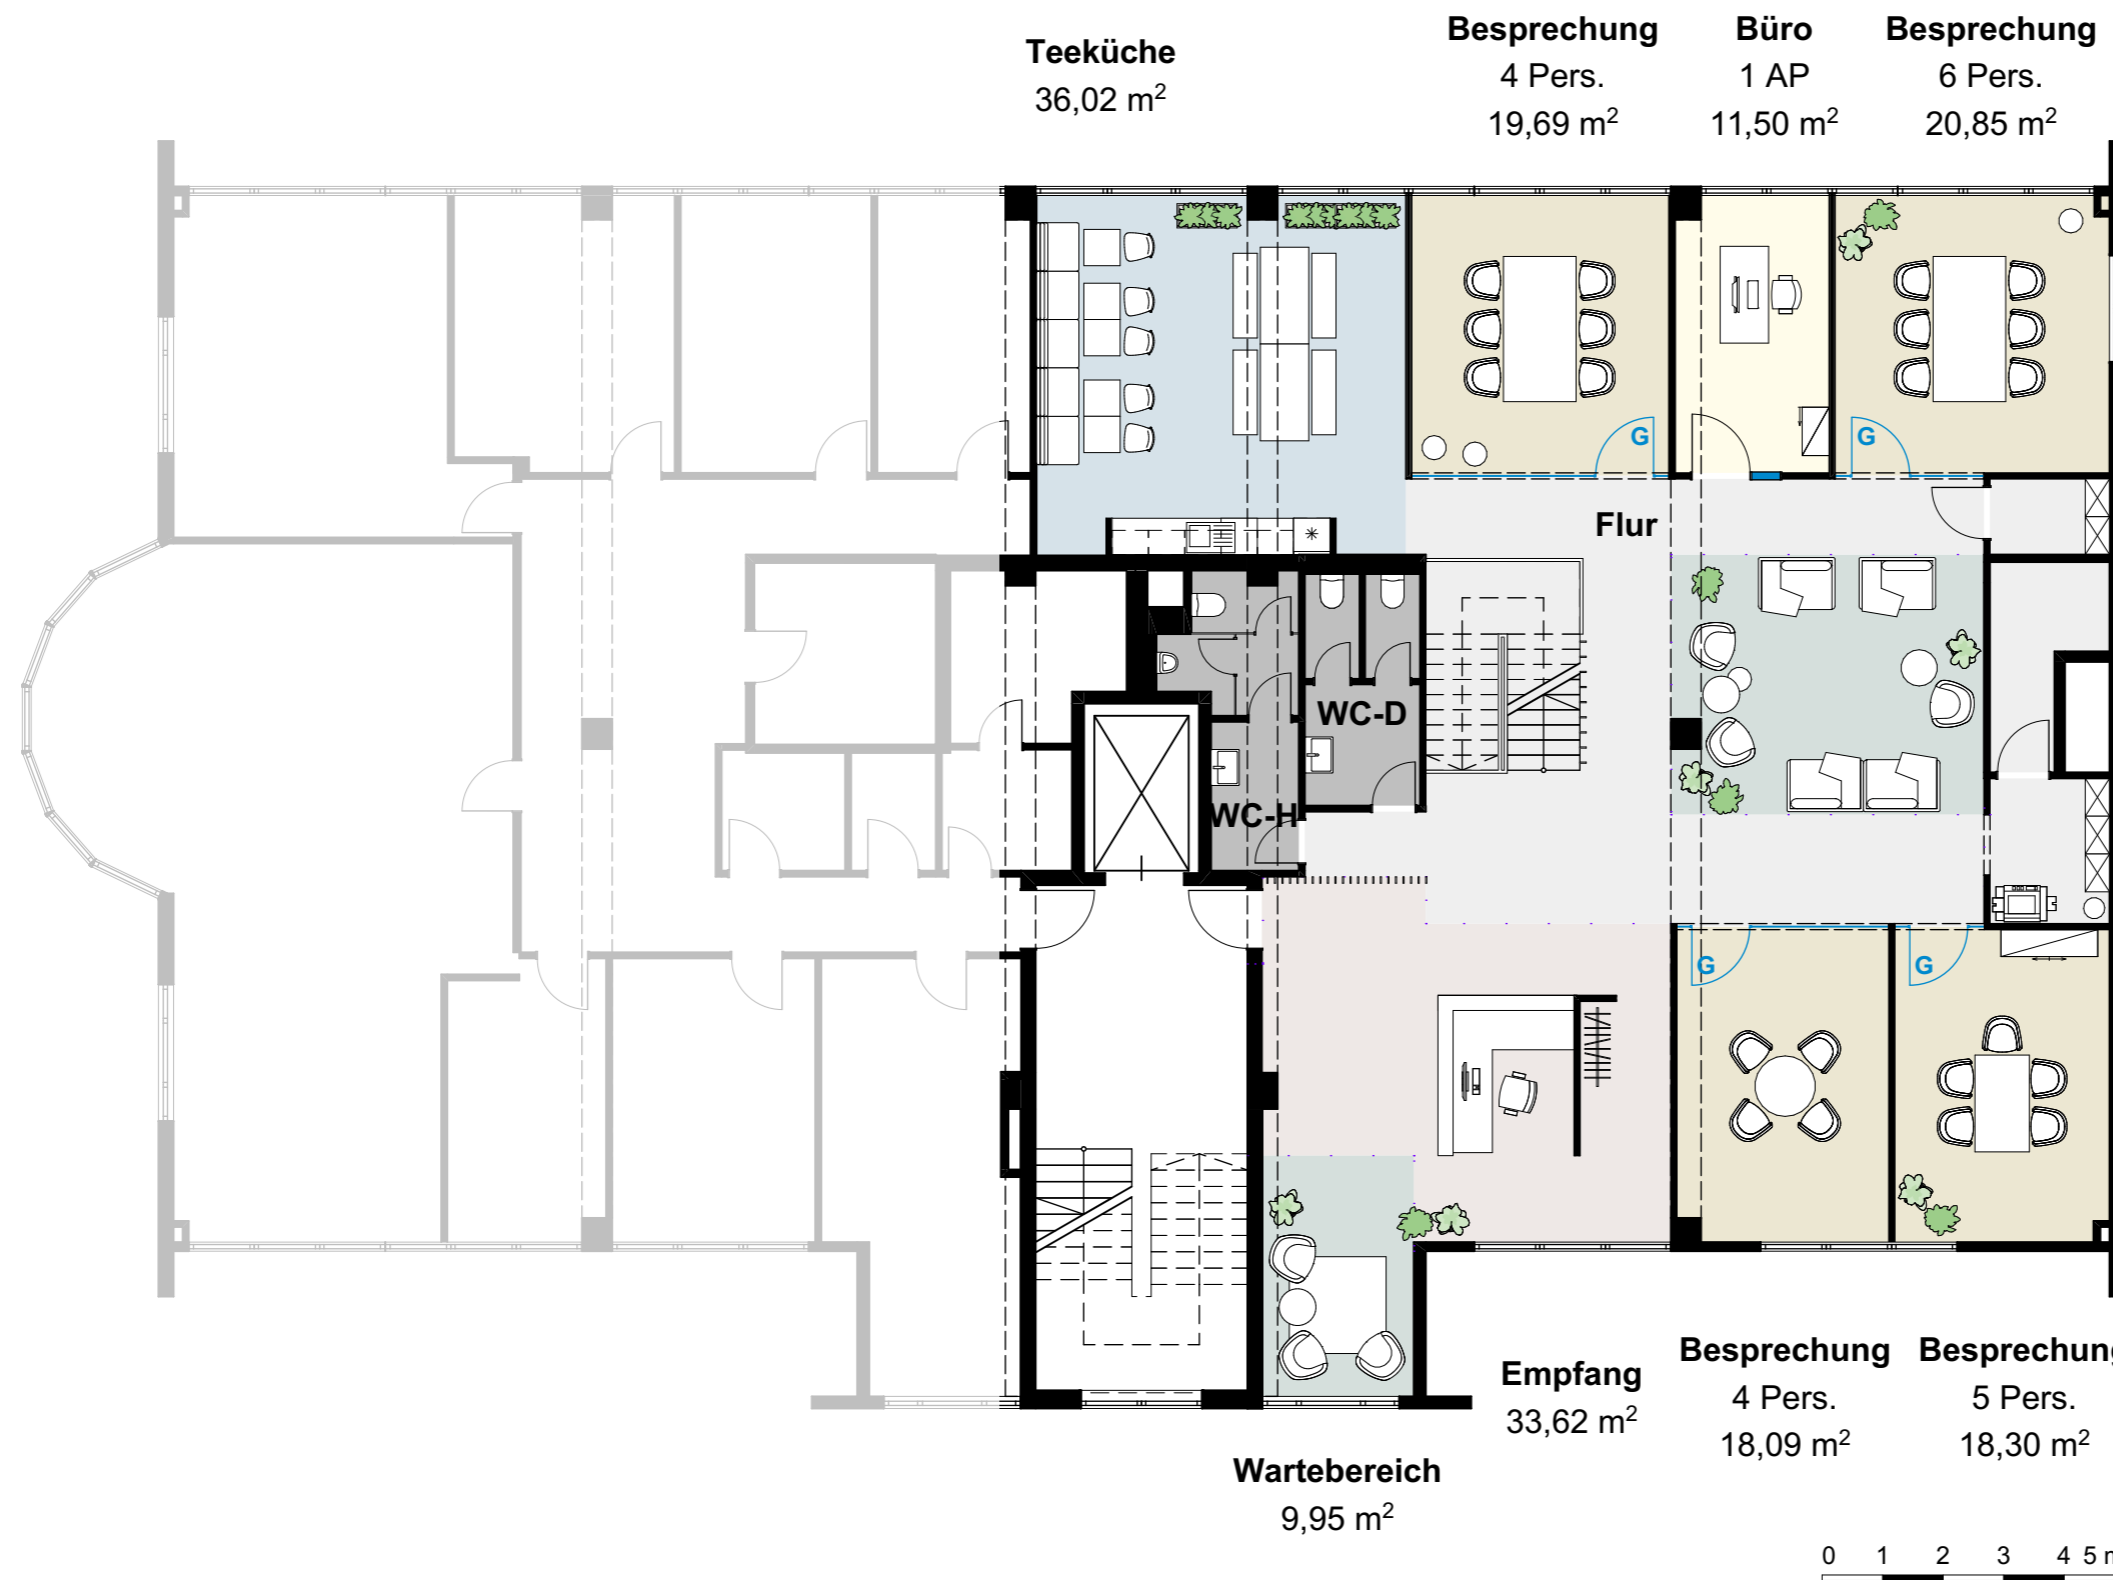 Teeküche
36,02 m²
Besprechung
4 Pers.
19,69 m²
Büro
1 AP
11,50 m²
Besprechung
6 Pers.
20,85 m²
G
G
Flur
WC-D
WC-H
G
G
Empfang
33,62 m²
Besprechung
4 Pers.
18,09 m²
Besprechung
5 Pers.
18,30 m²
Wartebereich
9,95 m²
0 1 2 3 4 5 m